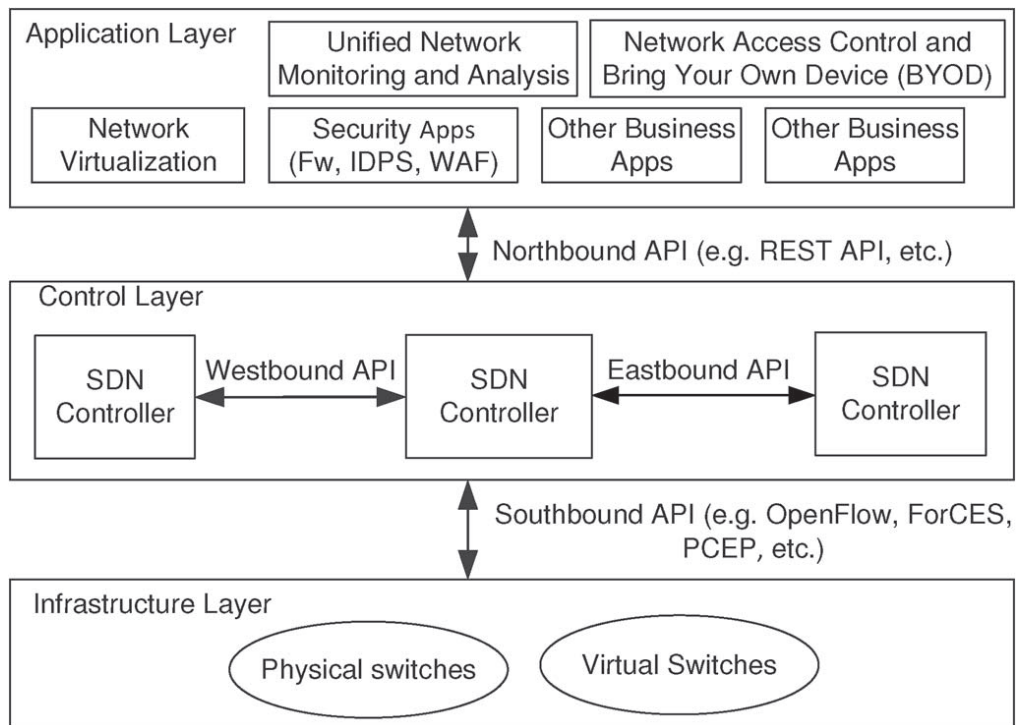 Application Layer
Unified Network
Monitoring and Analysis
Network Access Control and
Bring Your Own Device (BYOD)
Network
Virtualization
Security Apps
(Fw, IDPS, WAF)
Other Business
Apps
Other Business
Apps
Northbound API (e.g. REST API, etc.)
Control Layer
SDN
Controller
Westbound API
SDN
Controller
Eastbound API
SDN
Controller
Southbound API (e.g. OpenFlow, ForCES,
PCEP, etc.)
Infrastructure Layer
Physical switches
Virtual Switches